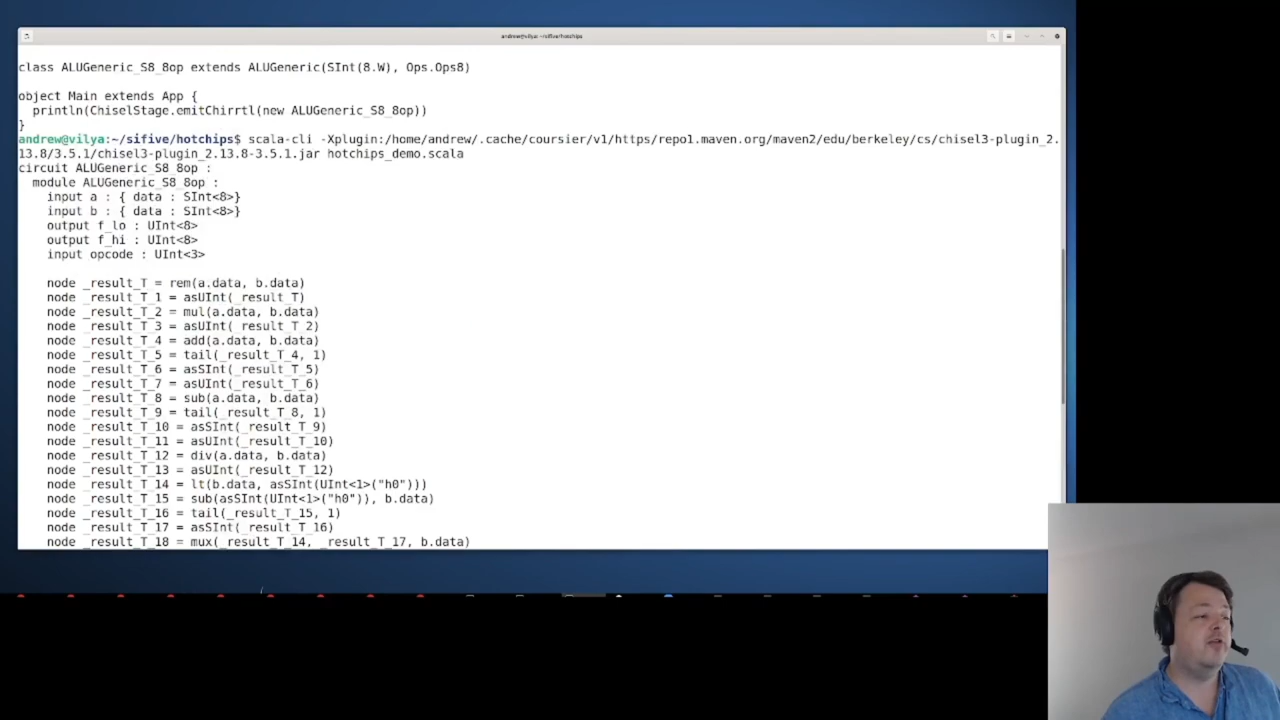 andrew@vilya: ~/sifive/hotchips
class ALUGeneric_S8_8op extends ALUGeneric(SInt(8.W), Ops.Ops8)
object Main extends App {
println(ChiselStage.emitChirrtl(new ALUGeneric_S8_8op))
}
andrew@vilya:~/sifive/hotchips$ scala-cli -Xplugin:/home/andrew/.cache/coursier/v1/https/repo1.maven.org/maven2/edu/berkeley/cs/chisel3-plugin_2.
13.8/3.5.1/chisel3-plugin_2.13.8-3.5.1.jar hotchips_demo.scala
circuit ALUGeneric_S8_8op :
module ALUGeneric_S8_8op :
input a : { data : SInt<8>}
input b : { data : SInt<8>}
output f_lo : UInt<8>
output f_hi : UInt<8>
input opcode : UInt<3>
node _result_T = rem(a.data, b.data)
node _result_T_1 = asUInt(_result_T)
node _result_T_2 = mul(a.data, b.data)
node _result_T_3 = asUInt(_result_T_2)
node _result_T_4 = add(a.data, b.data)
node _result_T_5 = tail(_result_T_4, 1)
node _result_T_6 = asSInt(_result_T_5)
node _result_T_7 = asUInt(_result_T_6)
node _result_T_8 = sub(a.data, b.data)
node _result_T_9 = tail(_result_T_8, 1)
node _result_T_10 = asSInt(_result_T_9)
node _result_T_11 = asUInt(_result_T_10)
node _result_T_12 = div(a.data, b.data)
node _result_T_13 = asUInt(_result_T_12)
node _result_T_14 = lt(b.data, asSInt(UInt<1>("h0")))
node _result_T_15 = sub(asSInt(UInt<1>("h0")), b.data)
node _result_T_16 = tail(_result_T_15, 1)
node _result_T_17 = asSInt(_result_T_16)
node _result_T_18 = mux(_result_T_14, _result_T_17, b.data)